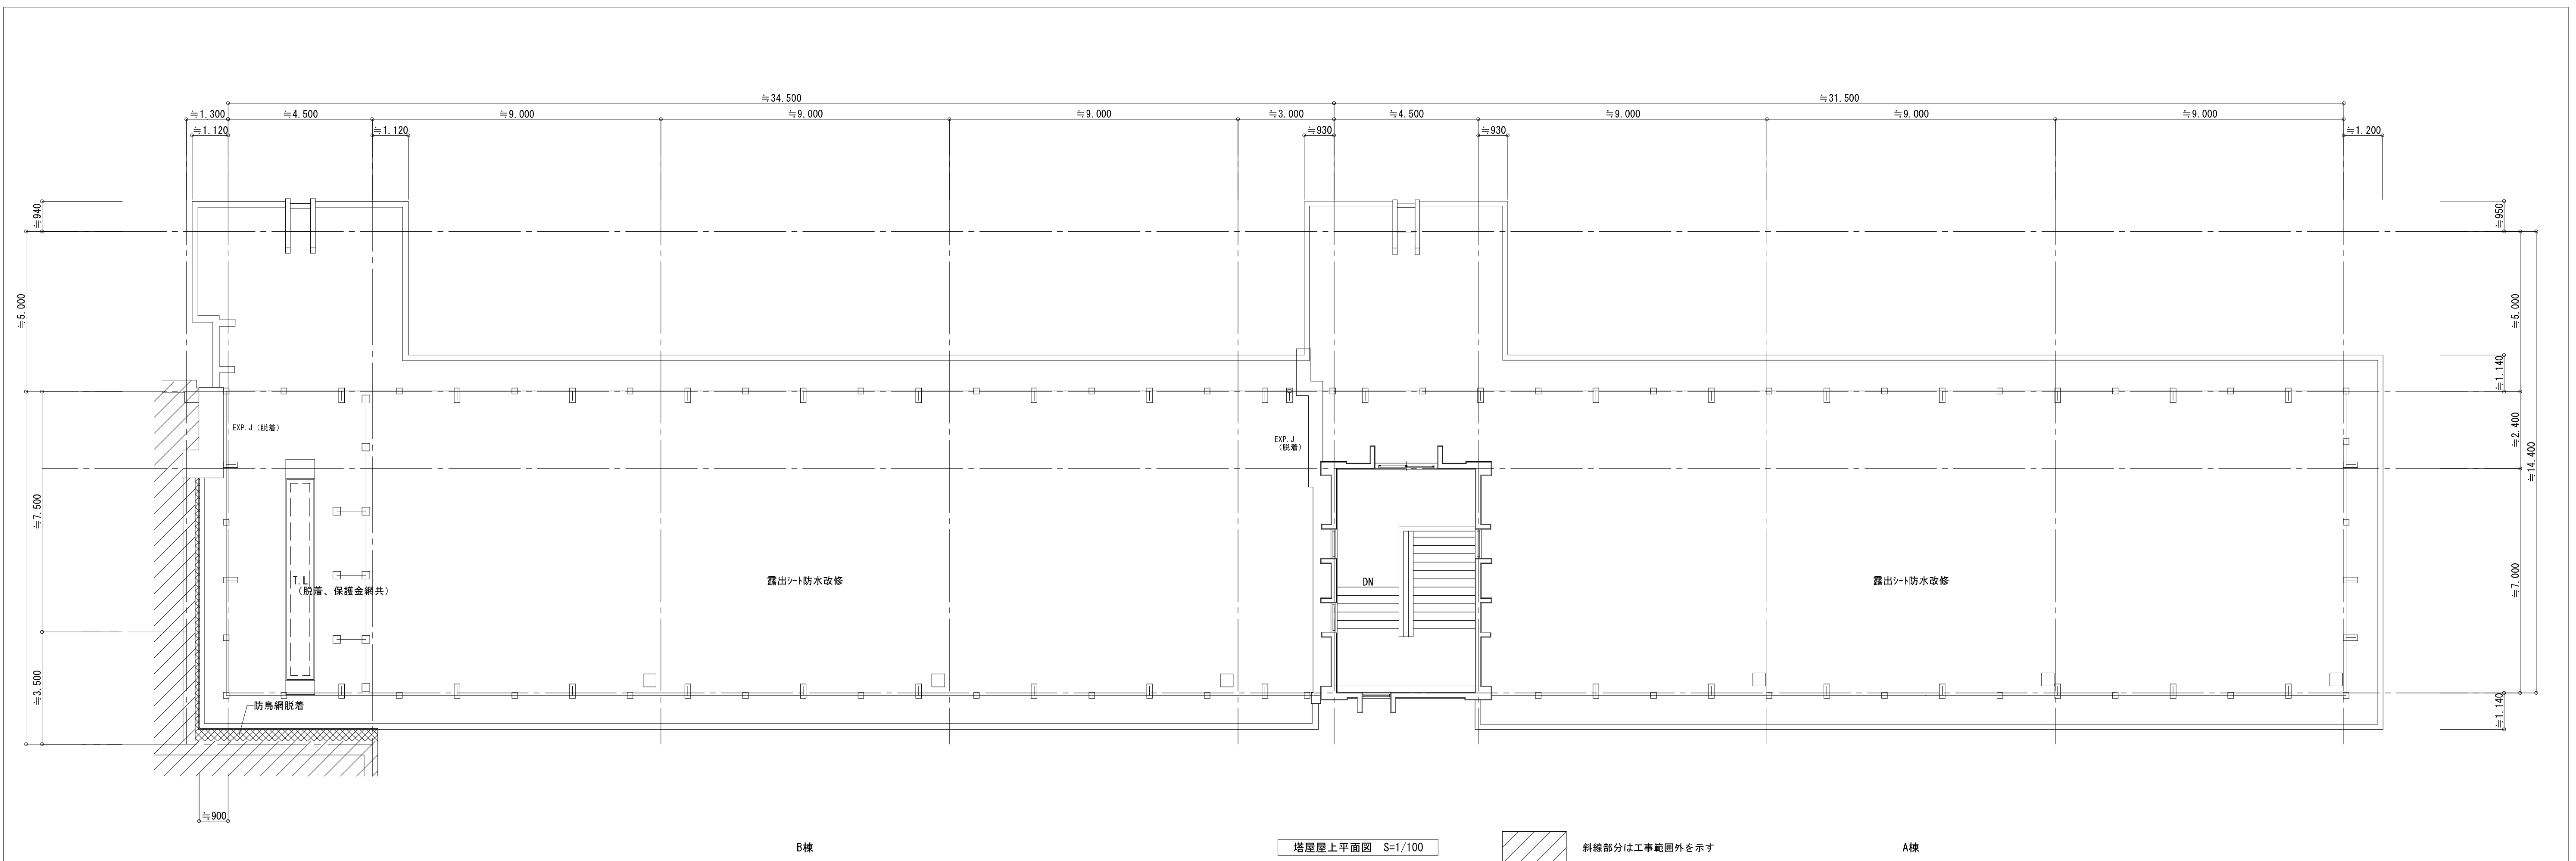 ≒34.500
≒31.500
≒1.300
≒4.500
≒9.000
≒9.000
≒9.000
≒3.000
≒4.500
≒9.000
≒9.000
≒9.000
≒1.120
≒1.120
≒930
≒930
≒1.200
≒940
≒950
≒5.000
≒5.000
≒1.140
EXP.J（脱着）
EXP.J
（脱着）
≒2.400
≒14.400
≒7.500
T.L
（脱着、保護金網共）
露出シート防水改修
DN
露出シート防水改修
≒7.000
≒3.500
防鳥網脱着
≒1.140
≒900
B棟
塔屋屋上平面図　S=1/100
斜線部分は工事範囲外を示す
A棟